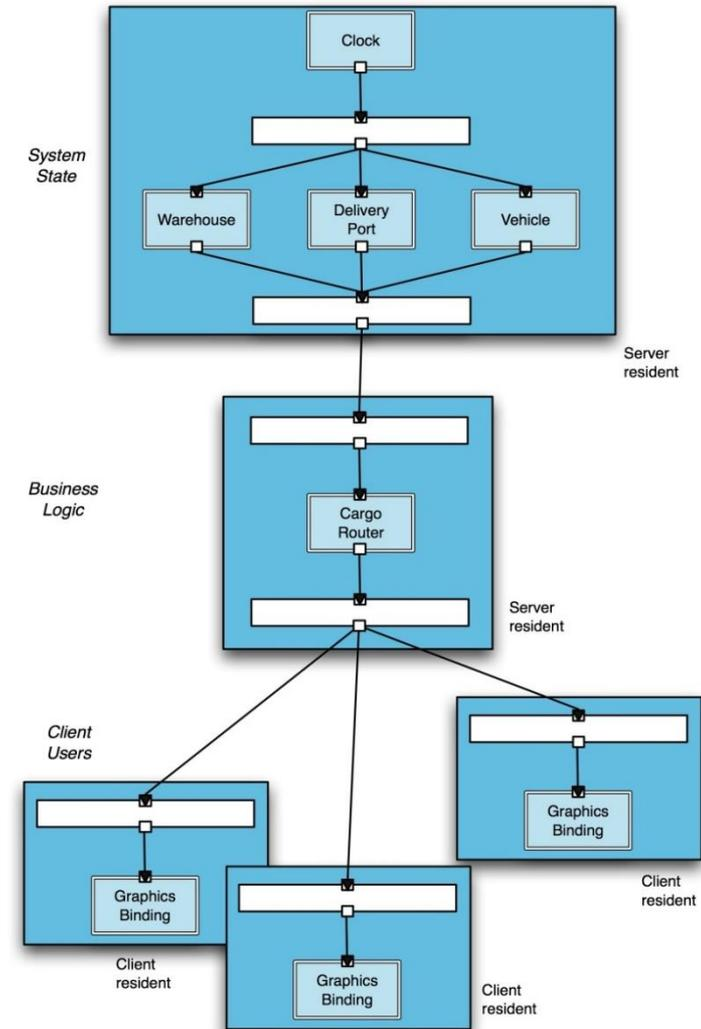 Clock
System
State
Warehouse
Delivery
Port
Vehicle
Server
resident
Business
Logic
Cargo
Router
Server
resident
Client
Users
Graphics
Binding
Client
resident
Graphics
Binding
Client
resident
Graphics
Binding
Client
resident